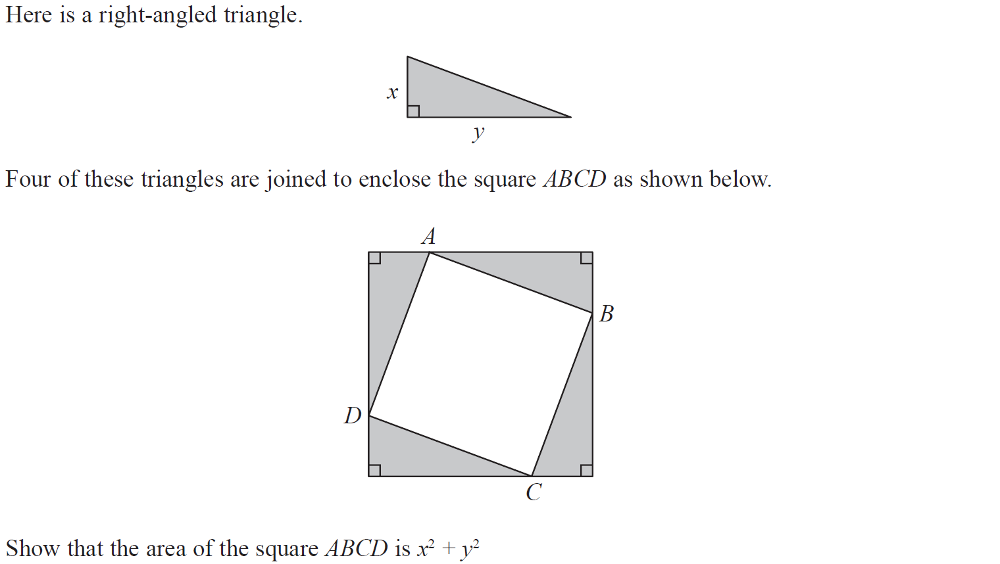 Here is a right-angled triangle.
x
y
Four of these triangles are joined to enclose the square ABCD as shown below.
A
B
D
C
Show that the area of the square ABCD is x² + y²